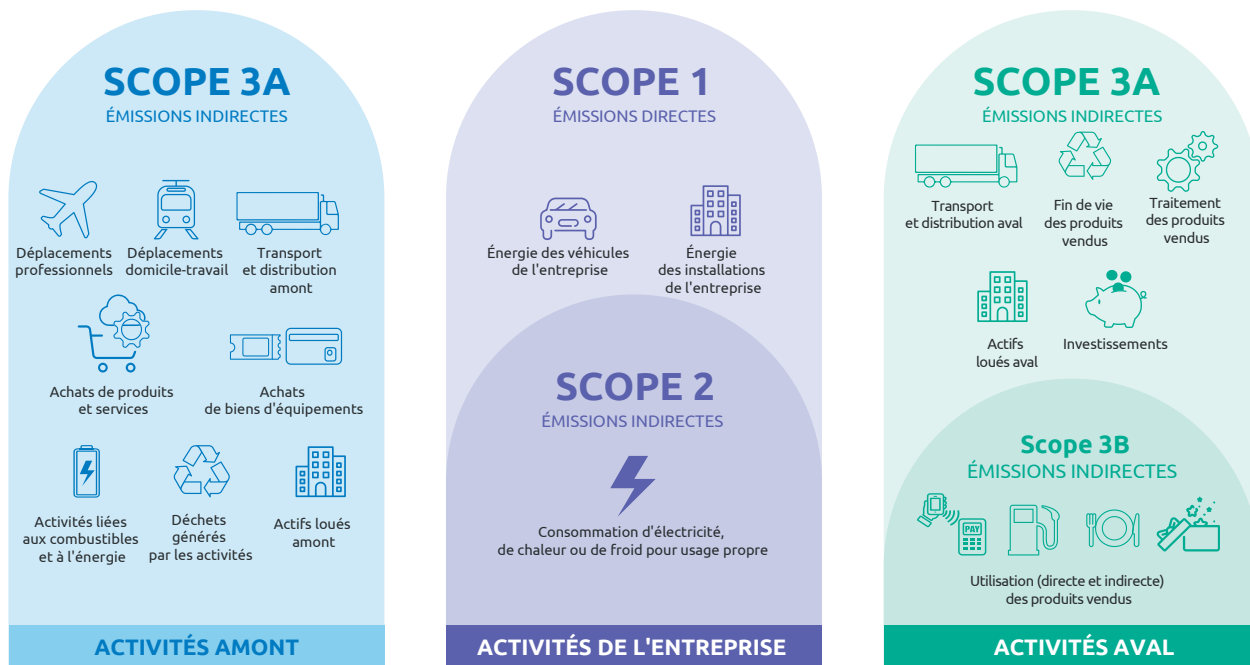 SCOPE 3A
ÉMISSIONS INDIRECTES
Déplacements
professionnels
Déplacements
domicile-travail
Transport
et distribution
amont
Achats de produits
et services
Achats
de biens d'équipements
Activités liées
aux combustibles
et à l'énergie
Déchets
générés
par les activités
Actifs loués
amont
ACTIVITÉS AMONT
SCOPE 1
ÉMISSIONS DIRECTES
Énergie des véhicules
de l'entreprise
Énergie
des installations
de l'entreprise
SCOPE 2
ÉMISSIONS INDIRECTES
Consommation d'électricité,
de chaleur ou de froid pour usage propre
ACTIVITÉS DE L'ENTREPRISE
SCOPE 3A
ÉMISSIONS INDIRECTES
Transport
et distribution aval
Fin de vie
des produits
vendus
Traitement
des produits
vendus
Actifs
loués aval
Investissements
Scope 3B
ÉMISSIONS INDIRECTES
PAY
Utilisation (directe et indirecte)
des produits vendus
ACTIVITÉS AVAL